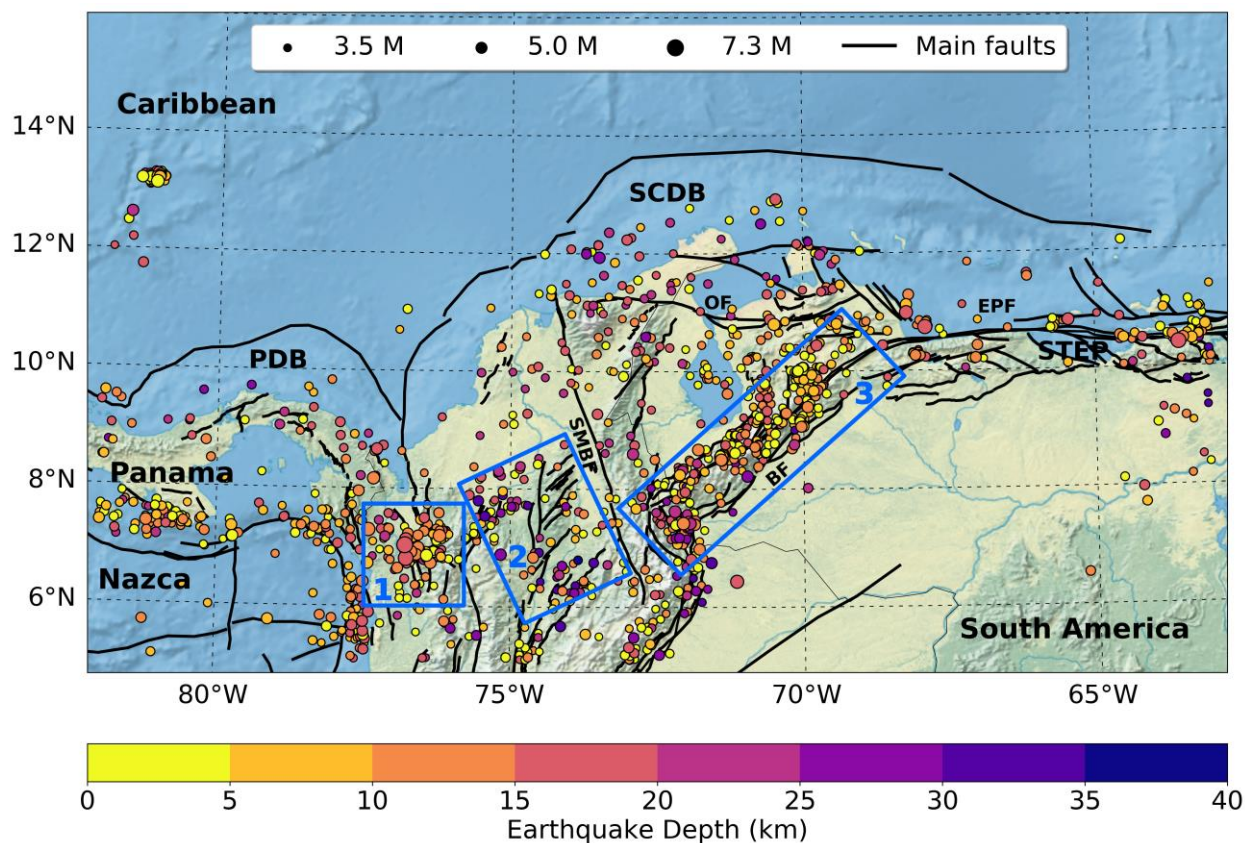 3.5 M 5.0 M 7.3 M Main faults
Caribbean
14°N
SCDB
12°N
OF
EPF
10°N
PDB
STEP
3
SMBF
8°N
Panama
BF
2
Nazca
1
6°N
South America
80°W 75°W 70°W 65°W
0 5 10 15 20 25 30 35 40
Earthquake Depth (km)